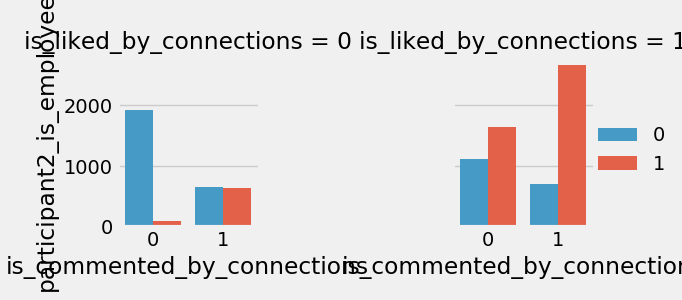 is_liked_by_connections = 0
is_liked_by_connections = 1
participant2_is_employee
2000
1000
0
0 1
0 1
0
1
is_commented_by_connections
is_commented_by_connection